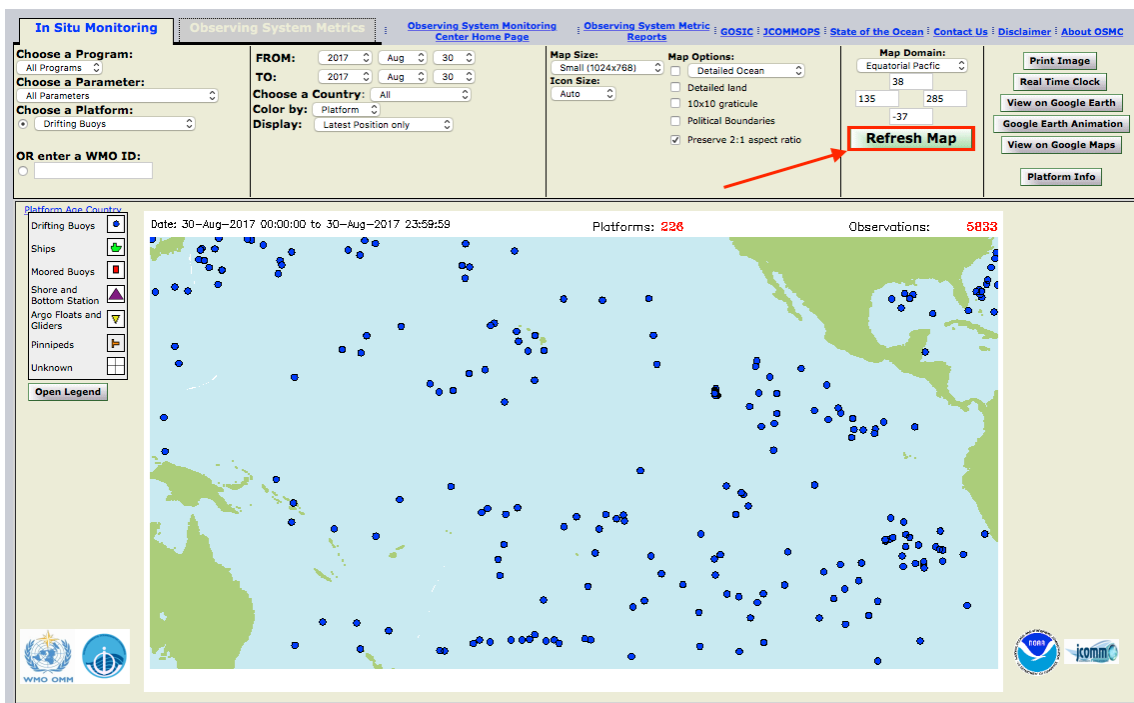 In Situ Monitoring
Observing System Metrics
Observing System Monitoring
Center Home Page
Observing System Metric
Reports
GOSIC
JCOMMOPS
State of the Ocean
Contact Us
Disclaimer
About OSMC
Choose a Program:
All Programs
Choose a Parameter:
All Parameters
Choose a Platform:
Drifting Buoys
OR enter a WMO ID:
FROM: 2017 Aug 30
TO: 2017 Aug 30
Choose a Country: All
Color by: Platform
Display: Latest Position only
Map Size:
Small (1024x768)
Icon Size:
Auto
Map Options:
Detailed Ocean
Detailed land
10x10 graticule
Political Boundaries
Preserve 2:1 aspect ratio
Map Domain:
Equatorial Pacfic
38
135 285
-37
Refresh Map
Print Image
Real Time Clock
View on Google Earth
Google Earth Animation
View on Google Maps
Platform Info
Platform Age Country
Drifting Buoys
Ships
Moored Buoys
Shore and
Bottom Station
Argo Floats and
Gliders
Pinnipeds
Unknown
Open Legend
Date: 30-Aug-2017 00:00:00 to 30-Aug-2017 23:59:59
Platforms: 226
Observations: 5833
WMO OMM
NOAA
jcomm